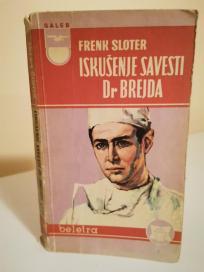 GALEB
FRENK SLOTER
ISKUŠENJE SAVESTI
Dr BREJDA
beletra